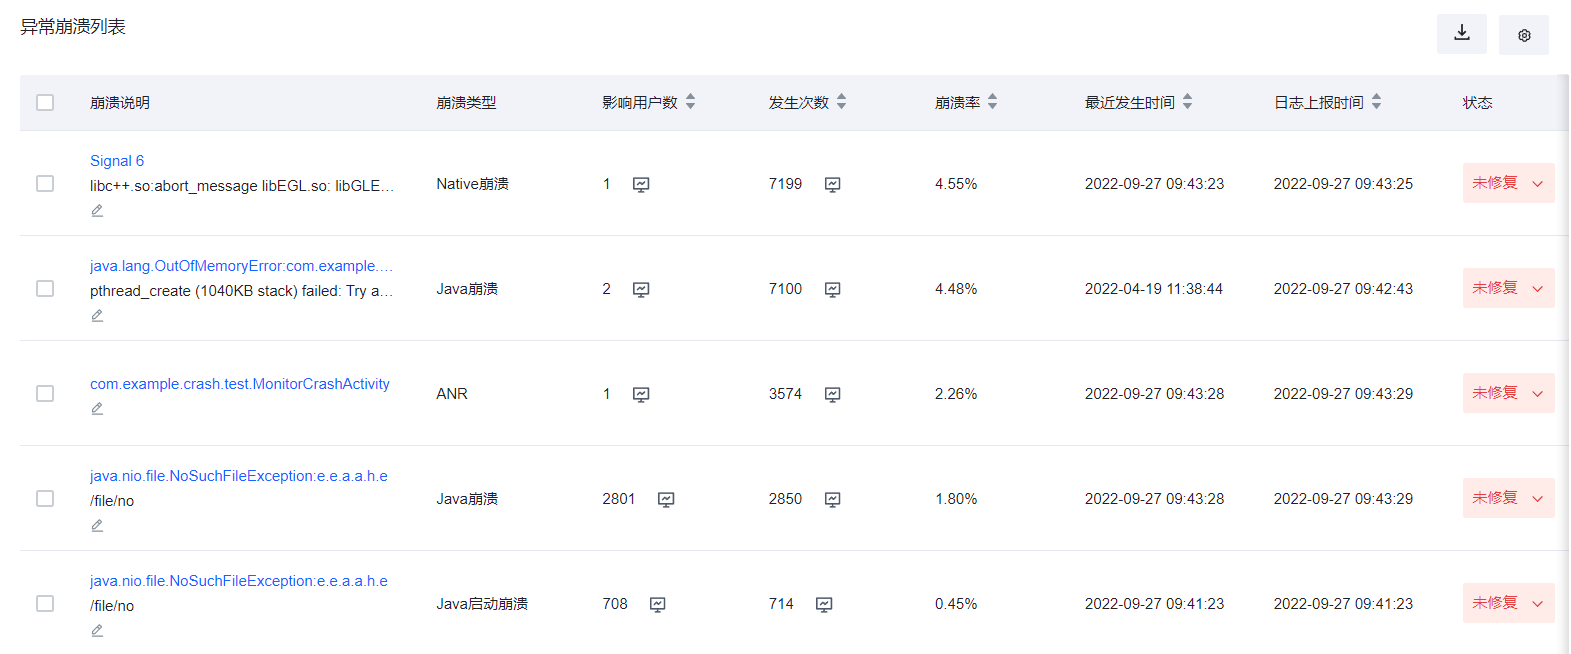 异常崩溃列表
崩溃说明 崩溃类型 影响用户数 发生次数 崩溃率 最近发生时间 日志上报时间 状态
Signal 6
libc++.so:abort_message libEGL.so: libGLE...
Native崩溃 1 7199 4.55% 2022-09-27 09:43:23 2022-09-27 09:43:25 未修复
java.lang.OutOfMemoryError:com.example....
pthread_create (1040KB stack) failed: Try a...
Java崩溃 2 7100 4.48% 2022-04-19 11:38:44 2022-09-27 09:42:43 未修复
com.example.crash.test.MonitorCrashActivity
ANR 1 3574 2.26% 2022-09-27 09:43:28 2022-09-27 09:43:29 未修复
java.nio.file.NoSuchFileException:e.e.a.a.h.e
/file/no
Java崩溃 2801 2850 1.80% 2022-09-27 09:43:28 2022-09-27 09:43:29 未修复
java.nio.file.NoSuchFileException:e.e.a.a.h.e
/file/no
Java启动崩溃 708 714 0.45% 2022-09-27 09:41:23 2022-09-27 09:41:23 未修复